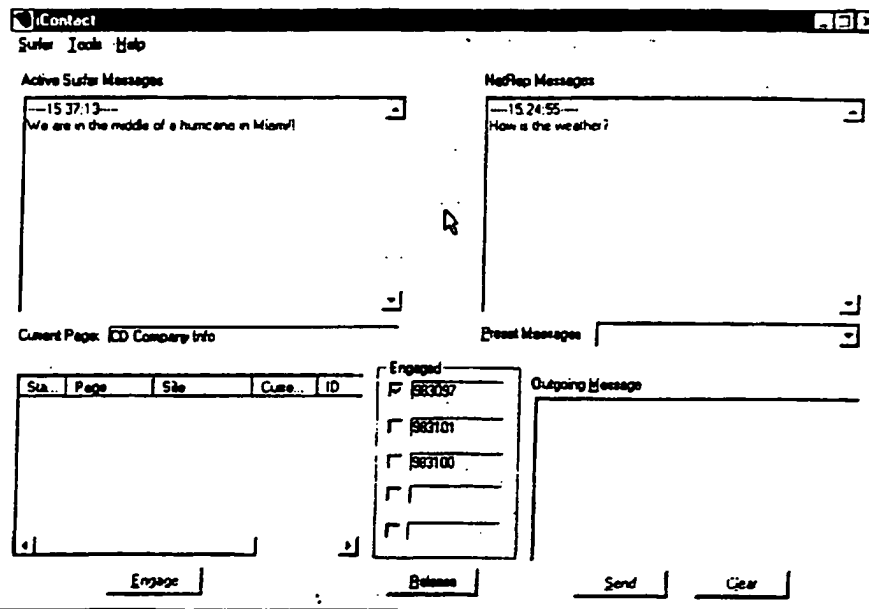 iContact
Surfer Tools Help
Active Surfer Messages
----15:37:13----
We are in the middle of a hurricane in Miami!!
NetRep Messages
----15:24:55----
How is the weather?
Current Page: CD Company Info
Preset Messages
Sta... Page Site Curre... ID
Engaged
983097
983101
983100
Outgoing Message
Engage
Release
Send Clear